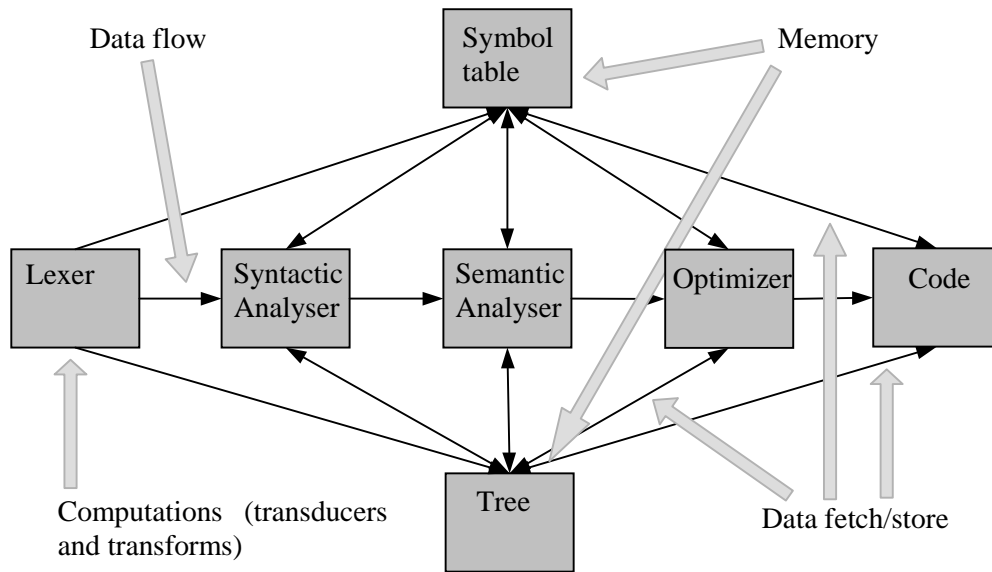 Data flow
Symbol
table
Memory
Lexer
Syntactic
Analyser
Semantic
Analyser
Optimizer
Code
Tree
Computations (transducers
and transforms)
Data fetch/store